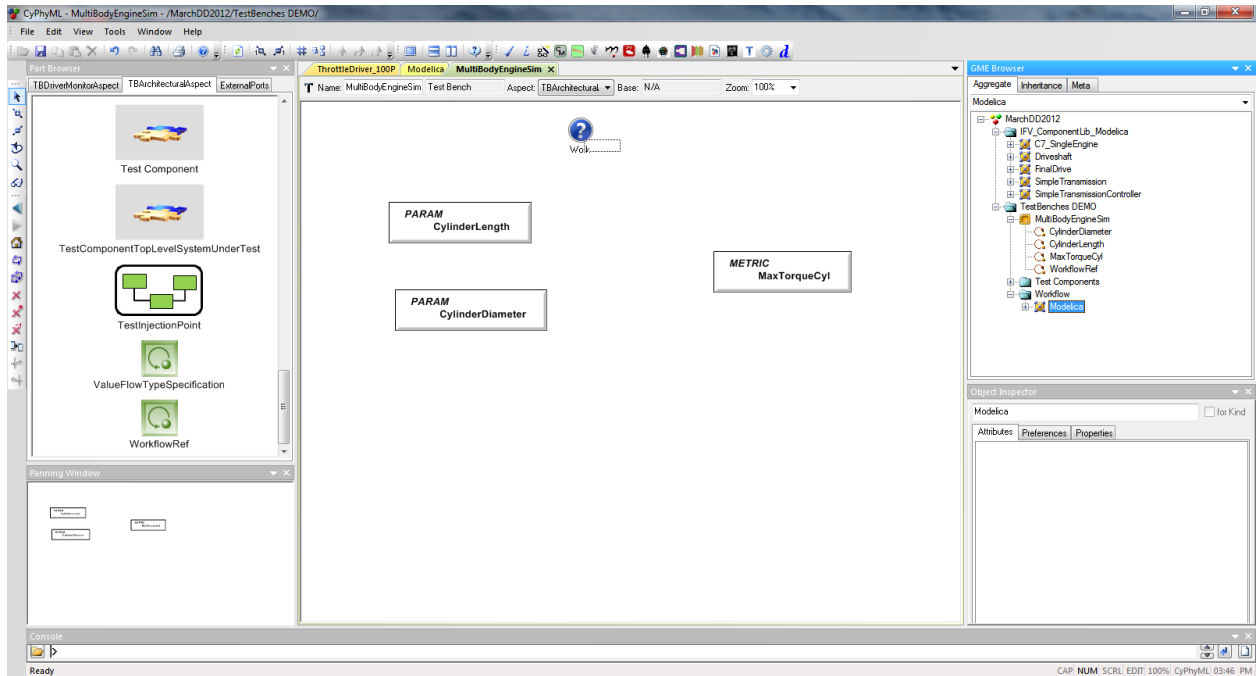 CyPhyML - MultiBodyEngineSim - /MarchDD2012/TestBenches DEMO/
File Edit View Tools Window Help
Part Browser
TBDriverMonitorAspect TBArchitecturalAspect ExternalPorts
Test Component
TestComponentTopLevelSystemUnderTest
TestInjectionPoint
ValueFlowTypeSpecification
WorkflowRef
Panning Window
ThrottleDriver_100P Modelica MultiBodyEngineSim
Name: MultiBodyEngineSim Test Bench Aspect: TBArchitectural Base: N/A Zoom: 100%
PARAM
CylinderLength
METRIC
MaxTorqueCyl
PARAM
CylinderDiameter
GME Browser
Aggregate Inheritance Meta
Modelica
MarchDD2012
IFV_ComponentLib_Modelica
C7_SingleEngine
Driveshaft
FinalDrive
SimpleTransmission
SimpleTransmissionController
TestBenches DEMO
MultiBodyEngineSim
CylinderDiameter
CylinderLength
MaxTorqueCyl
WorkflowRef
Test Components
Workflow
Modelica
Object Inspector
Modelica for Kind
Attributes Preferences Properties
Console
Ready
CAP NUM SCRL EDIT 100% CyPhyML 03:46 PM